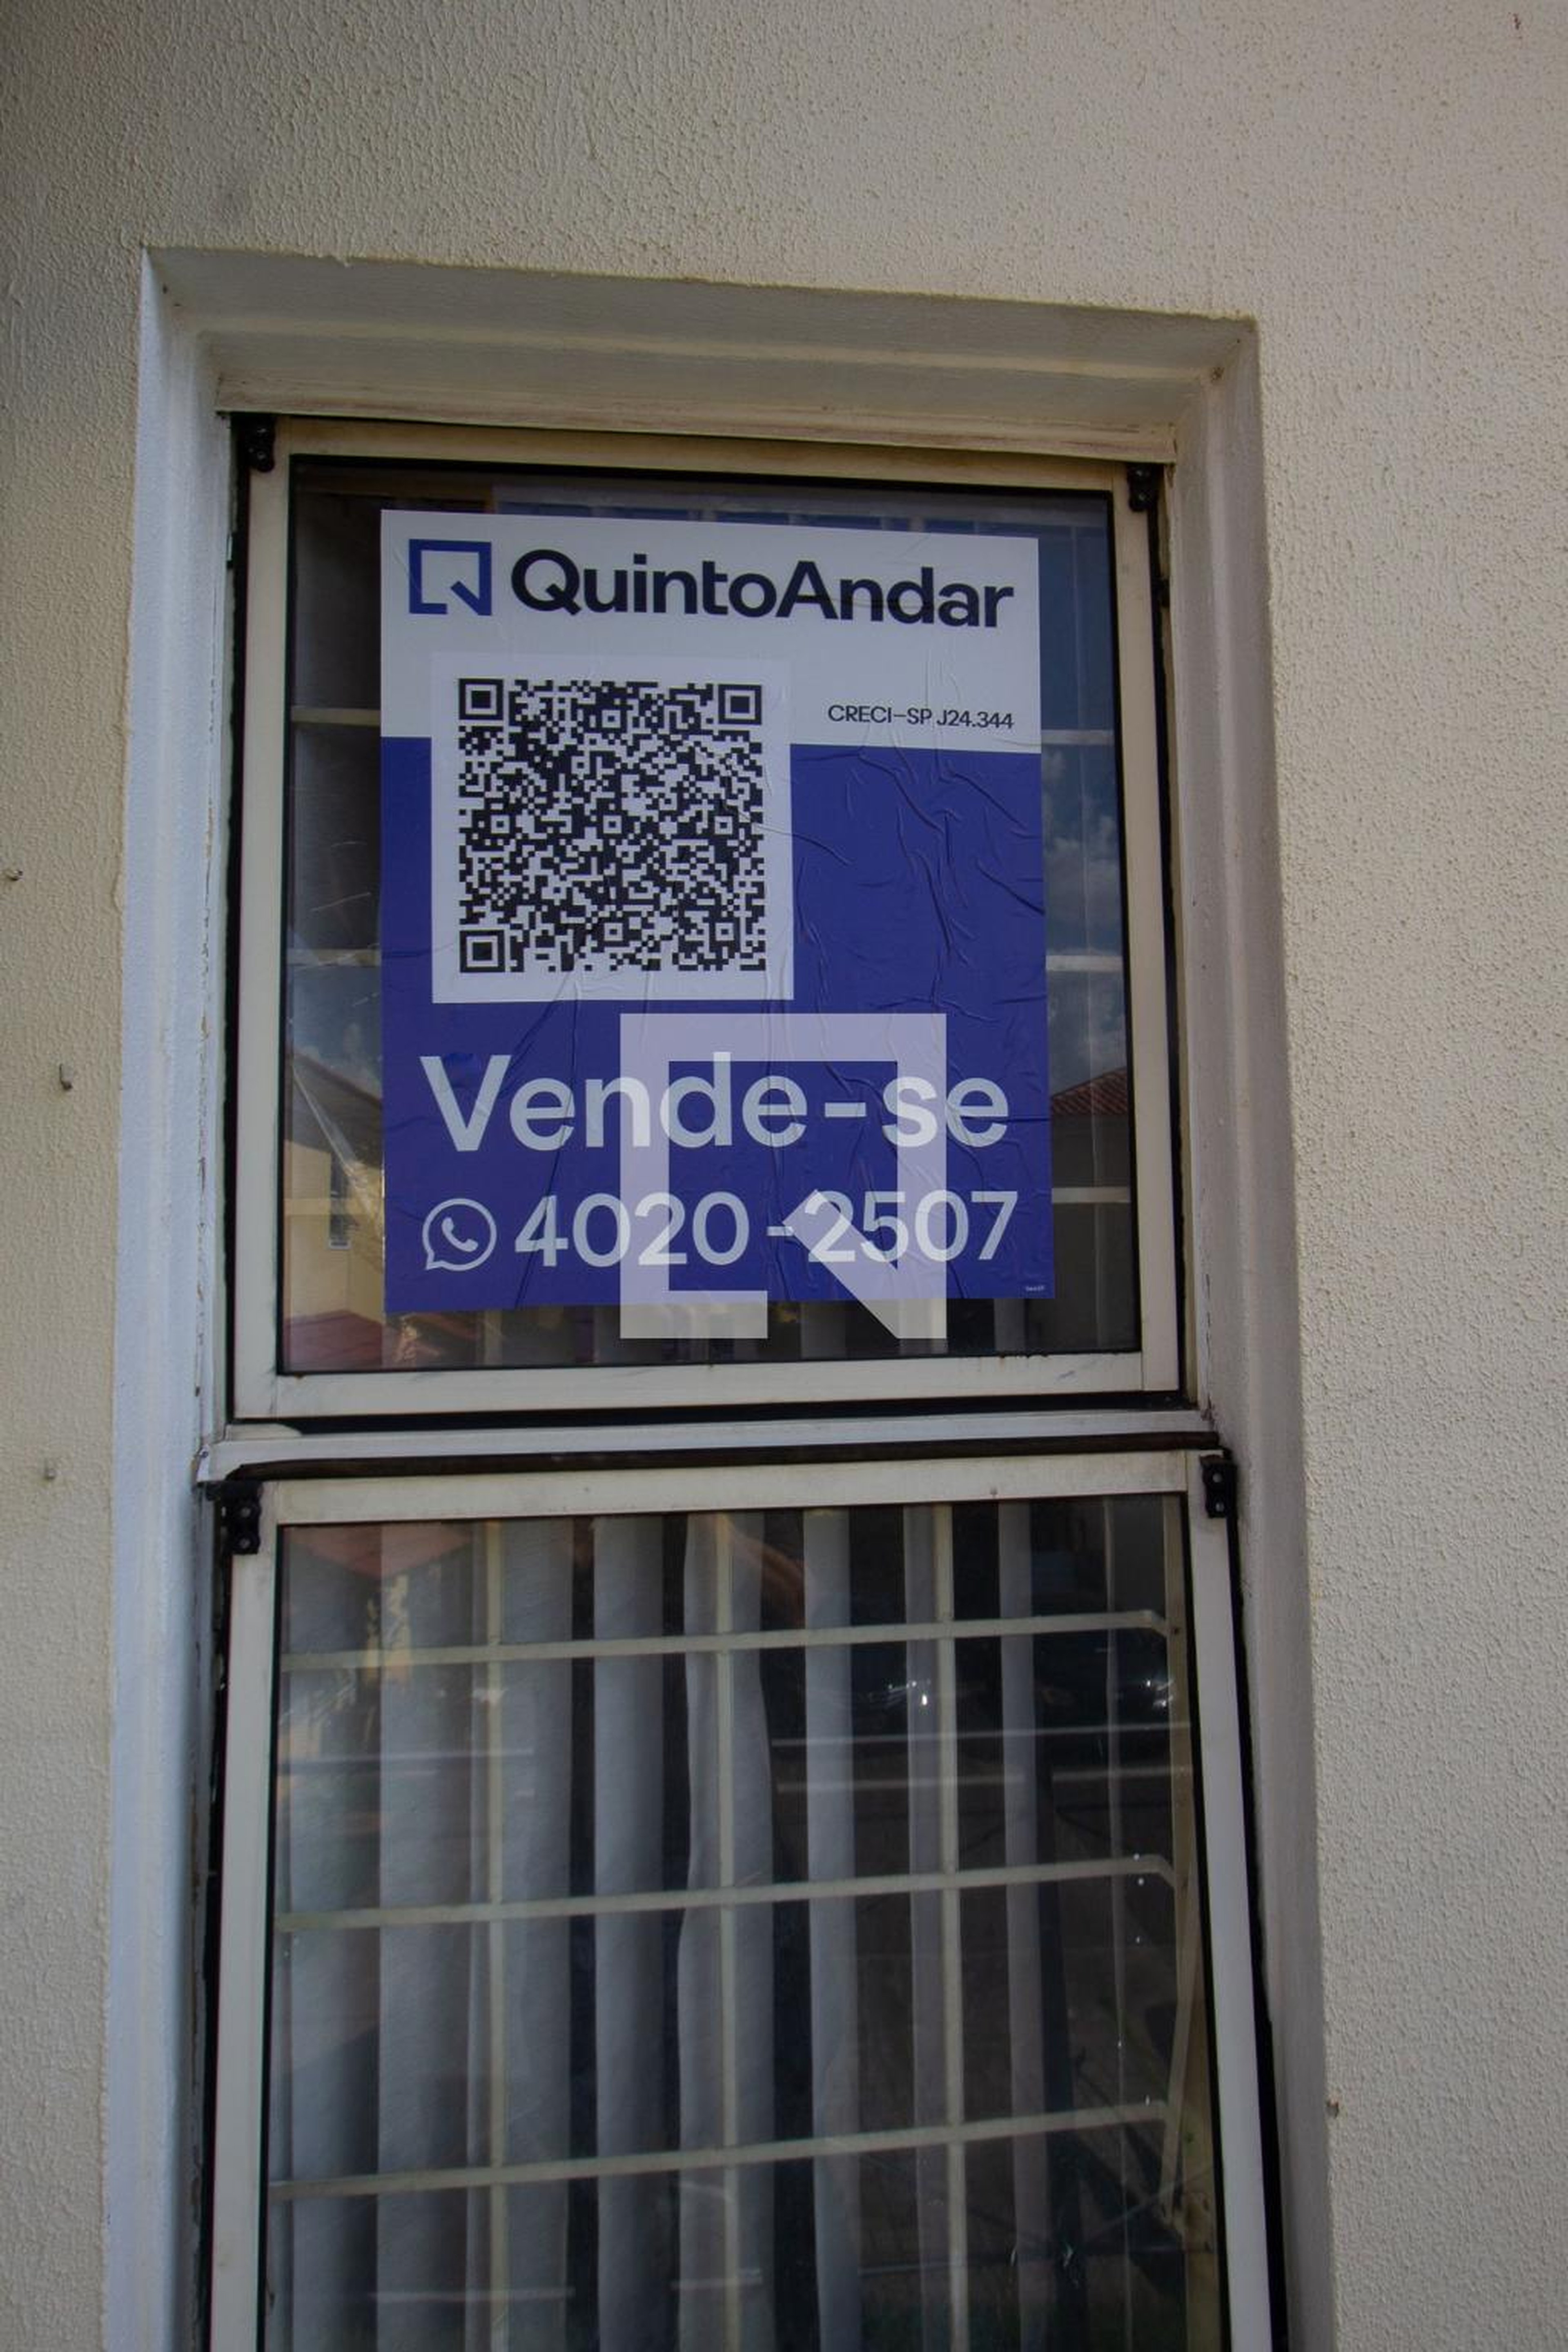 QuintoAndar
CRECI-SP J24.344
Vende-se
4020-2507